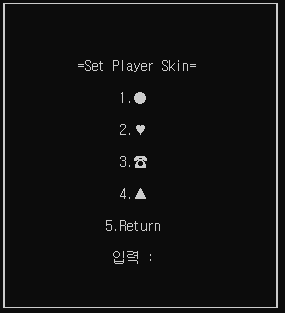 =Set Player Skin=
1.●
2.♥
3.☎
4.▲
5.Return
입력 :